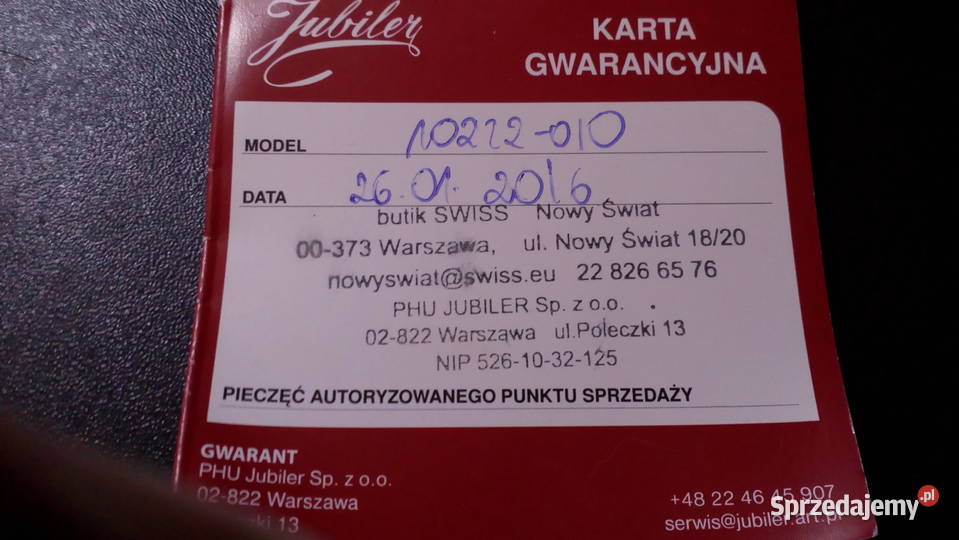 Jubiler
KARTA
GWARANCYJNA
MODEL 10212-010
DATA 26.01.2016
butik SWISS Nowy Świat
00-373 Warszawa, ul. Nowy Świat 18/20
nowyswiat@swiss.eu 22 826 65 76
PHU JUBILER Sp. z o.o.
02-822 Warszawa ul.Poleczki 13
NIP 526-10-32-125
PIECZĘĆ AUTORYZOWANEGO PUNKTU SPRZEDAŻY
GWARANT
PHU Jubiler Sp. z o.o.
02-822 Warszawa
13
+48 22 46 45 907
serwis@jubiler.art.pl
Sprzedajemy.pl